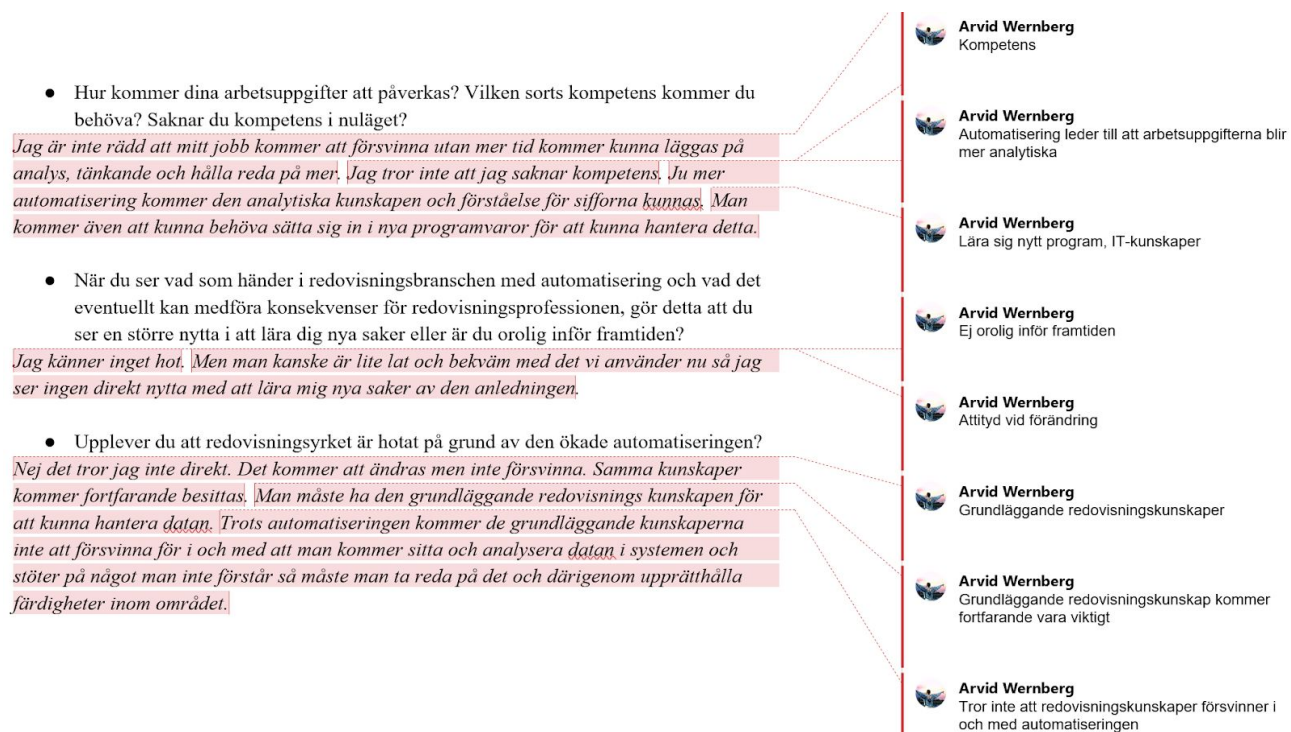 ● Hur kommer dina arbetsuppgifter att påverkas? Vilken sorts kompetens kommer du
behöva? Saknar du kompetens i nuläget?
Jag är inte rädd att mitt jobb kommer att försvinna utan mer tid kommer kunna läggas på
analys, tänkande och hålla reda på mer. Jag tror inte att jag saknar kompetens. Ju mer
automatisering kommer den analytiska kunskapen och förståelse för sifforna kunnas. Man
kommer även att kunna behöva sätta sig in i nya programvaror för att kunna hantera detta.
● När du ser vad som händer i redovisningsbranschen med automatisering och vad det
eventuellt kan medföra konsekvenser för redovisningsprofessionen, gör detta att du
ser en större nytta i att lära dig nya saker eller är du orolig inför framtiden?
Jag känner inget hot. Men man kanske är lite lat och bekväm med det vi använder nu så jag
ser ingen direkt nytta med att lära mig nya saker av den anledningen.
● Upplever du att redovisningsyrket är hotat på grund av den ökade automatiseringen?
Nej det tror jag inte direkt. Det kommer att ändras men inte försvinna. Samma kunskaper
kommer fortfarande besittas. Man måste ha den grundläggande redovisnings kunskapen för
att kunna hantera datan. Trots automatiseringen kommer de grundläggande kunskaperna
inte att försvinna för i och med att man kommer sitta och analysera datan i systemen och
stöter på något man inte förstår så måste man ta reda på det och därigenom upprätthålla
färdigheter inom området.
Arvid Wernberg
Kompetens
Arvid Wernberg
Automatisering leder till att arbetsuppgifterna blir
mer analytiska
Arvid Wernberg
Lära sig nytt program, IT-kunskaper
Arvid Wernberg
Ej orolig inför framtiden
Arvid Wernberg
Attityd vid förändring
Arvid Wernberg
Grundläggande redovisningskunskaper
Arvid Wernberg
Grundläggande redovisningskunskap kommer
fortfarande vara viktigt
Arvid Wernberg
Tror inte att redovisningskunskaper försvinner i
och med automatiseringen